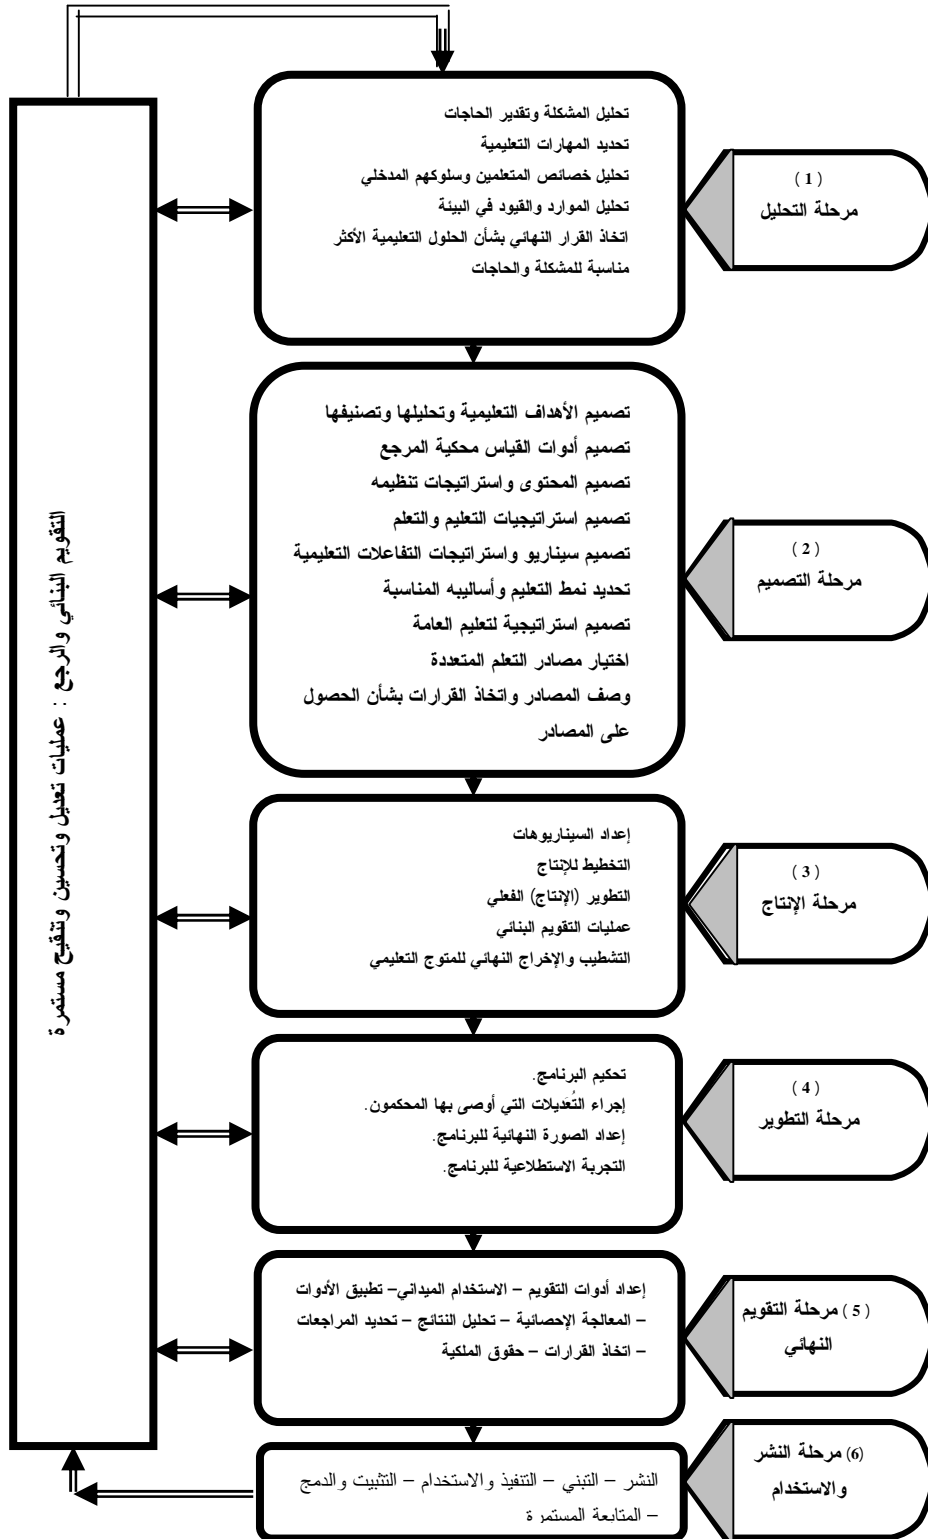 ( 1 )
مرحلة التحليل
تحليل المشكلة وتقدير الحاجات
تحديد المهارات التعليمية
تحليل خصائص المتعلمين وسلوكهم المدخلي
تحليل الموارد والقيود في البيئة
اتخاذ القرار النهائي بشأن الحلول التعليمية الأكثر
مناسبة للمشكلة والحاجات
( 2 )
مرحلة التصميم
تصميم الأهداف التعليمية وتحليلها وتصنيفها
تصميم أدوات القياس محكية المرجع
تصميم المحتوى واستراتيجات تنظيمه
تصميم استراتيجيات التعليم والتعلم
تصميم سيناريو واستراتيجات التفاعلات التعليمية
تحديد نمط التعليم وأساليبه المناسبة
تصميم استراتيجية لتعليم العامة
اختيار مصادر التعلم المتعددة
وصف المصادر واتخاذ القرارات بشأن الحصول
على المصادر
( 3 )
مرحلة الإنتاج
إعداد السيناريوهات
التخطيط للإنتاج
التطوير (الإنتاج) الفعلي
عمليات التقويم البنائي
التشطيب والإخراج النهائي للمتوج التعليمي
( 4 )
مرحلة التطوير
تحكيم البرنامج.
إجراء التُعَديلات التي أوصى بها المحكمون.
إعداد الصورة النهائية للبرنامج.
التجربة الاستطلاعية للبرنامج.
( 5 ) مرحلة التقويم
النهائي
إعداد أدوات التقويم – الاستخدام الميداني– تطبيق الأدوات
– المعالجة الإحصائية – تحليل النتائج – تحديد المراجعات
– اتخاذ القرارات – حقوق الملكية
(6) مرحلة النشر
والاستخدام
النشر – التبني – التنفيذ والاستخدام – التثبيت والدمج
– المتابعة المستمرة
التقويم البنائي والرجع : عمليات تعديل وتحسين وتنقيح مستمرة